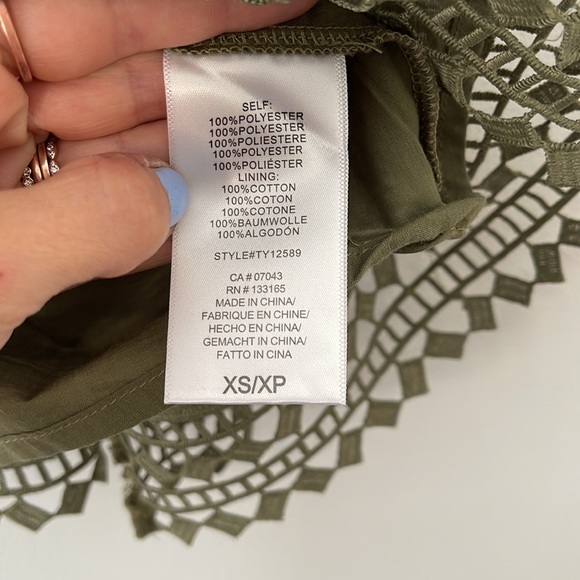 SELF:
100%POLYESTER
100%POLYESTER
100%POLIESTERE
100%POLYESTER
100%POLIÉSTER
LINING:
100%COTTON
100%COTON
100%COTONE
100%BAUMWOLLE
100%ALGODÓN
STYLE#TY12589
CA # 07043
RN # 133165
MADE IN CHINA/
FABRIQUE EN CHINE/
HECHO EN CHINA/
GEMACHT IN CHINA/
FATTO IN CINA
XS/XP